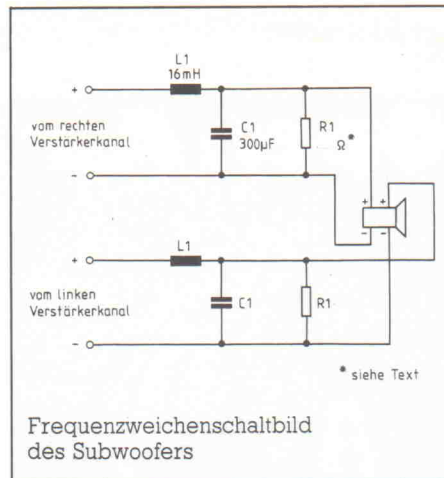 L1
16mH
+
vom rechten
Verstärkerkanal
C1
300µF
R1
Ω *
-
+ +
- -
L1
+
vom linken
Verstärkerkanal
C1
R1
-
* siehe Text
Frequenzweichenschaltbild
des Subwoofers